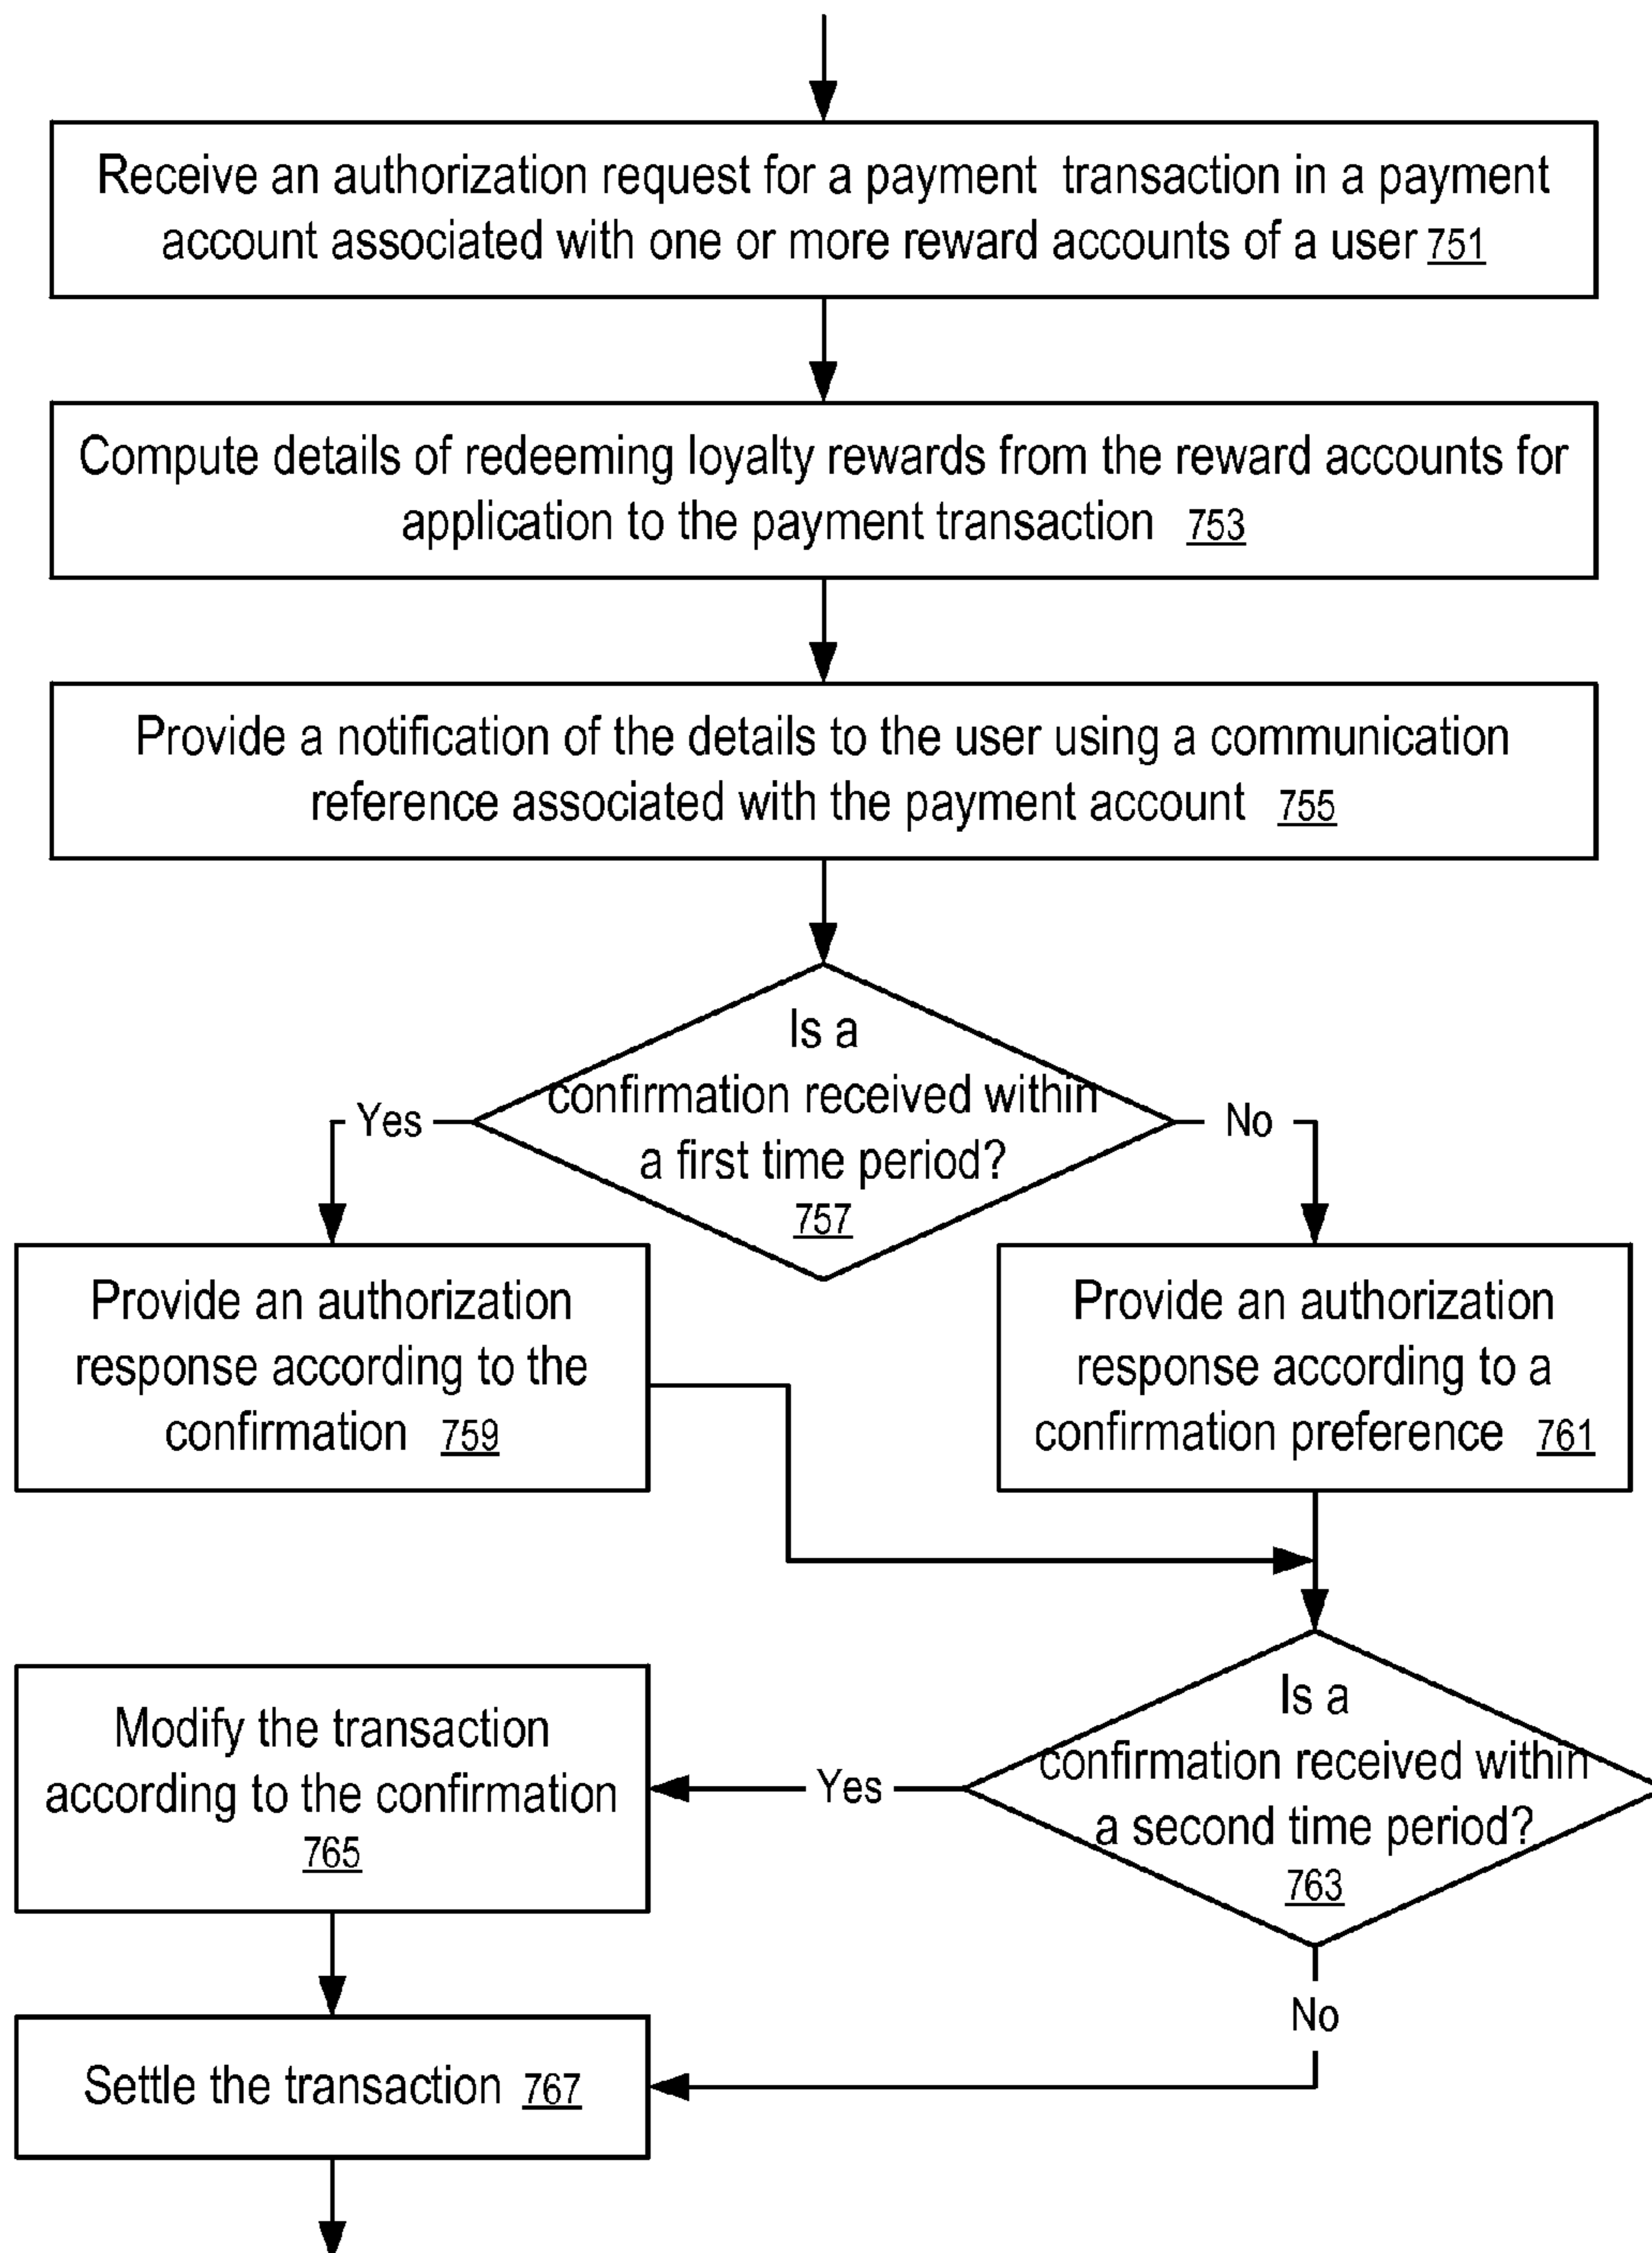 Receive an authorization request for a payment transaction in a payment
account associated with one or more reward accounts of a user 751
Compute details of redeeming loyalty rewards from the reward accounts for
application to the payment transaction 753
Provide a notification of the details to the user using a communication
reference associated with the payment account 755
Is a
confirmation received within
a first time period?
757
Yes
No
Provide an authorization
response according to the
confirmation 759
Provide an authorization
response according to a
confirmation preference 761
Is a
confirmation received within
a second time period?
763
Yes
No
Modify the transaction
according to the confirmation
765
Settle the transaction 767